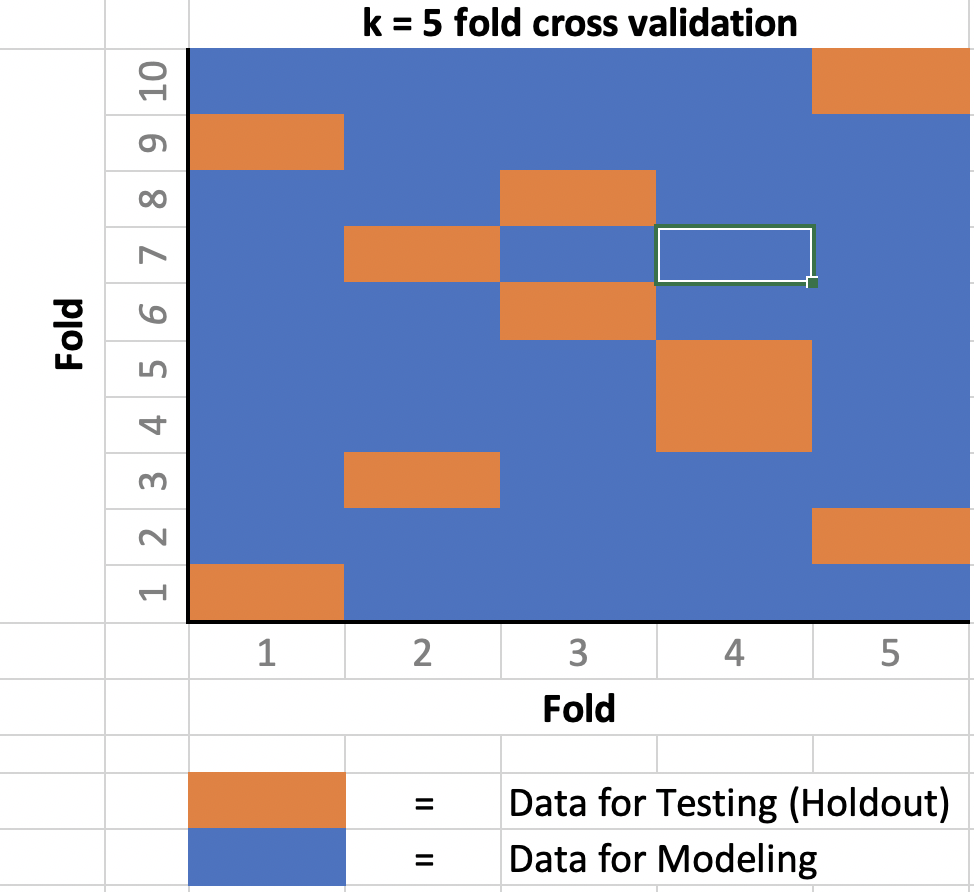 k = 5 fold cross validation
Fold
10
9
8
7
6
5
4
3
2
1
1 2 3 4 5
Fold
= Data for Testing (Holdout)
= Data for Modeling